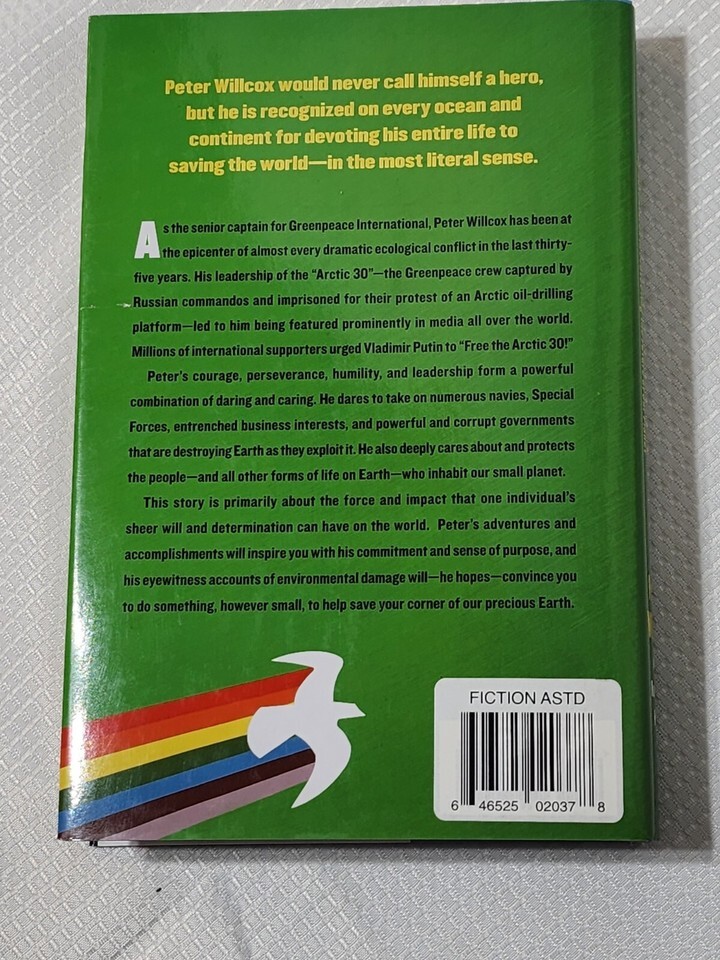 Peter Willcox would never call himself a hero,
but he is recognized on every ocean and
continent for devoting his entire life to
saving the world—in the most literal sense.
As the senior captain for Greenpeace International, Peter Willcox has been at
the epicenter of almost every dramatic ecological conflict in the last thirty-
five years. His leadership of the “Arctic 30”—the Greenpeace crew captured by
Russian commandos and imprisoned for their protest of an Arctic oil-drilling
platform—led to him being featured prominently in media all over the world.
Millions of international supporters urged Vladimir Putin to “Free the Arctic 30!”
Peter’s courage, perseverance, humility, and leadership form a powerful
combination of daring and caring. He dares to take on numerous navies, Special
Forces, entrenched business interests, and powerful and corrupt governments
that are destroying Earth as they exploit it. He also deeply cares about and protects
the people—and all other forms of life on Earth—who inhabit our small planet.
This story is primarily about the force and impact that one individual’s
sheer will and determination can have on the world. Peter’s adventures and
accomplishments will inspire you with his commitment and sense of purpose, and
his eyewitness accounts of environmental damage will—he hopes—convince you
to do something, however small, to help save your corner of our precious Earth.
FICTION ASTD
6 46525 02037 8